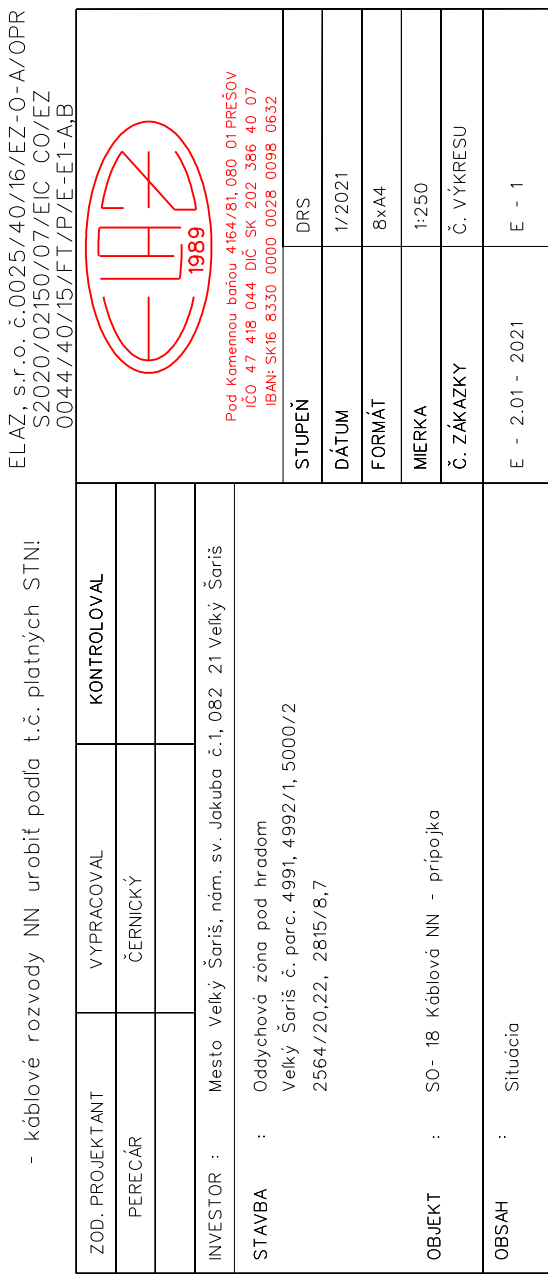 ELAZ, s.r.o. č.0025/40/16/EZ-O-A/OPR
S2020/02150/07/EIC CO/EZ
0044/40/15/FT/P/E-E1-A,B
- káblové rozvody NN urobiť podľa t.č. platných STN!
ZOD. PROJEKTANT VYPRACOVAL KONTROLOVAL
PERECÁR ČERNICKÝ
ELAZ
1989
Pod Kamennou baňou 4164/81, 080 01 PREŠOV
IČO 47 418 044 DIČ SK 202 386 40 07
IBAN: SK16 8330 0000 0028 0098 0632
INVESTOR : Mesto Veľký Šariš, nám. sv. Jakuba č.1, 082 21 Veľký Šariš
STAVBA : Oddychová zóna pod hradom
Veľký Šariš č. parc. 4991, 4992/1, 5000/2
2564/20,22, 2815/8,7
OBJEKT : SO- 18 Káblová NN - prípojka
OBSAH : Situácia
STUPEŇ DRS
DÁTUM 1/2021
FORMÁT 8xA4
MIERKA 1:250
Č. ZÁKAZKY Č. VÝKRESU
E - 2.01 - 2021 E - 1